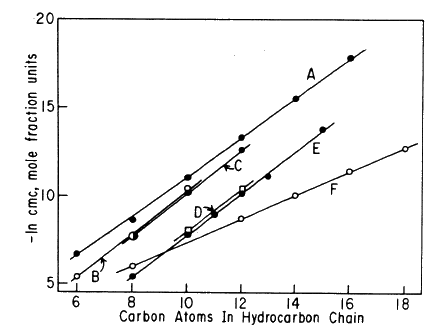 20
15
10
5
-ln cmc, mole fraction units
A
B
C
D
E
F
6 8 10 12 14 16 18
Carbon Atoms In Hydrocarbon Chain